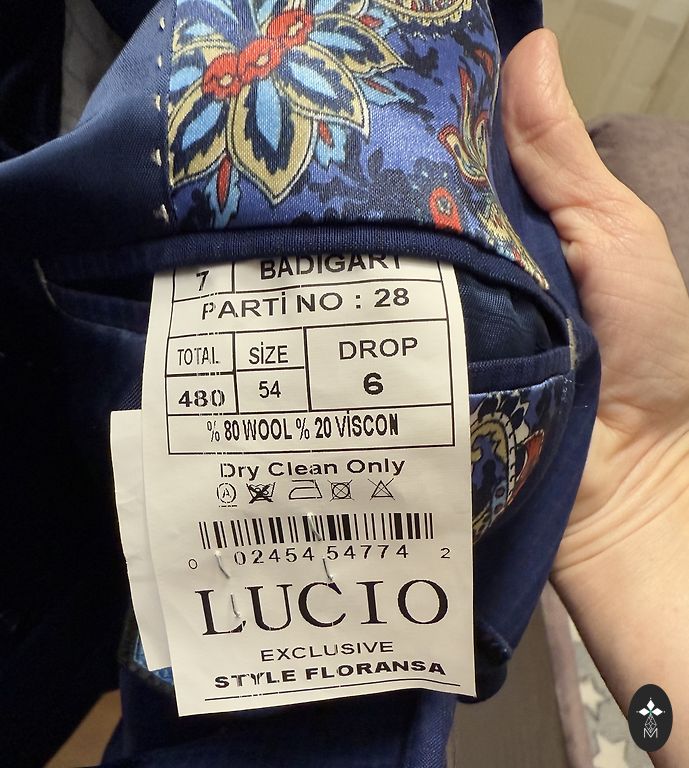 7 BADIGART
PARTİ NO : 28
TOTAL SİZE DROP
480 54 6
% 80 WOOL % 20 VİSCON
Dry Clean Only
A
0 02454 54774 2
LUCIO
EXCLUSIVE
STYLE FLORANSA
M